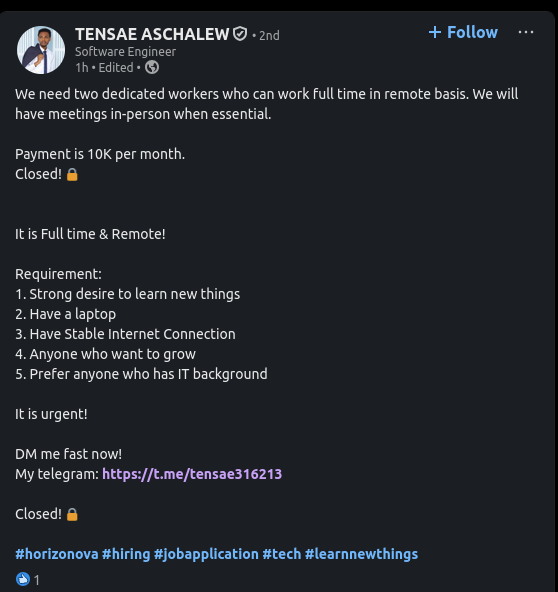 TENSAE ASCHALEW • 2nd
+ Follow ...
Software Engineer
1h • Edited •
We need two dedicated workers who can work full time in remote basis. We will
have meetings in-person when essential.
Payment is 10K per month.
Closed! 🔒
It is Full time & Remote!
Requirement:
1. Strong desire to learn new things
2. Have a laptop
3. Have Stable Internet Connection
4. Anyone who want to grow
5. Prefer anyone who has IT background
It is urgent!
DM me fast now!
My telegram: https://t.me/tensae316213
Closed! 🔒
#horizonova #hiring #jobapplication #tech #learnnewthings
1